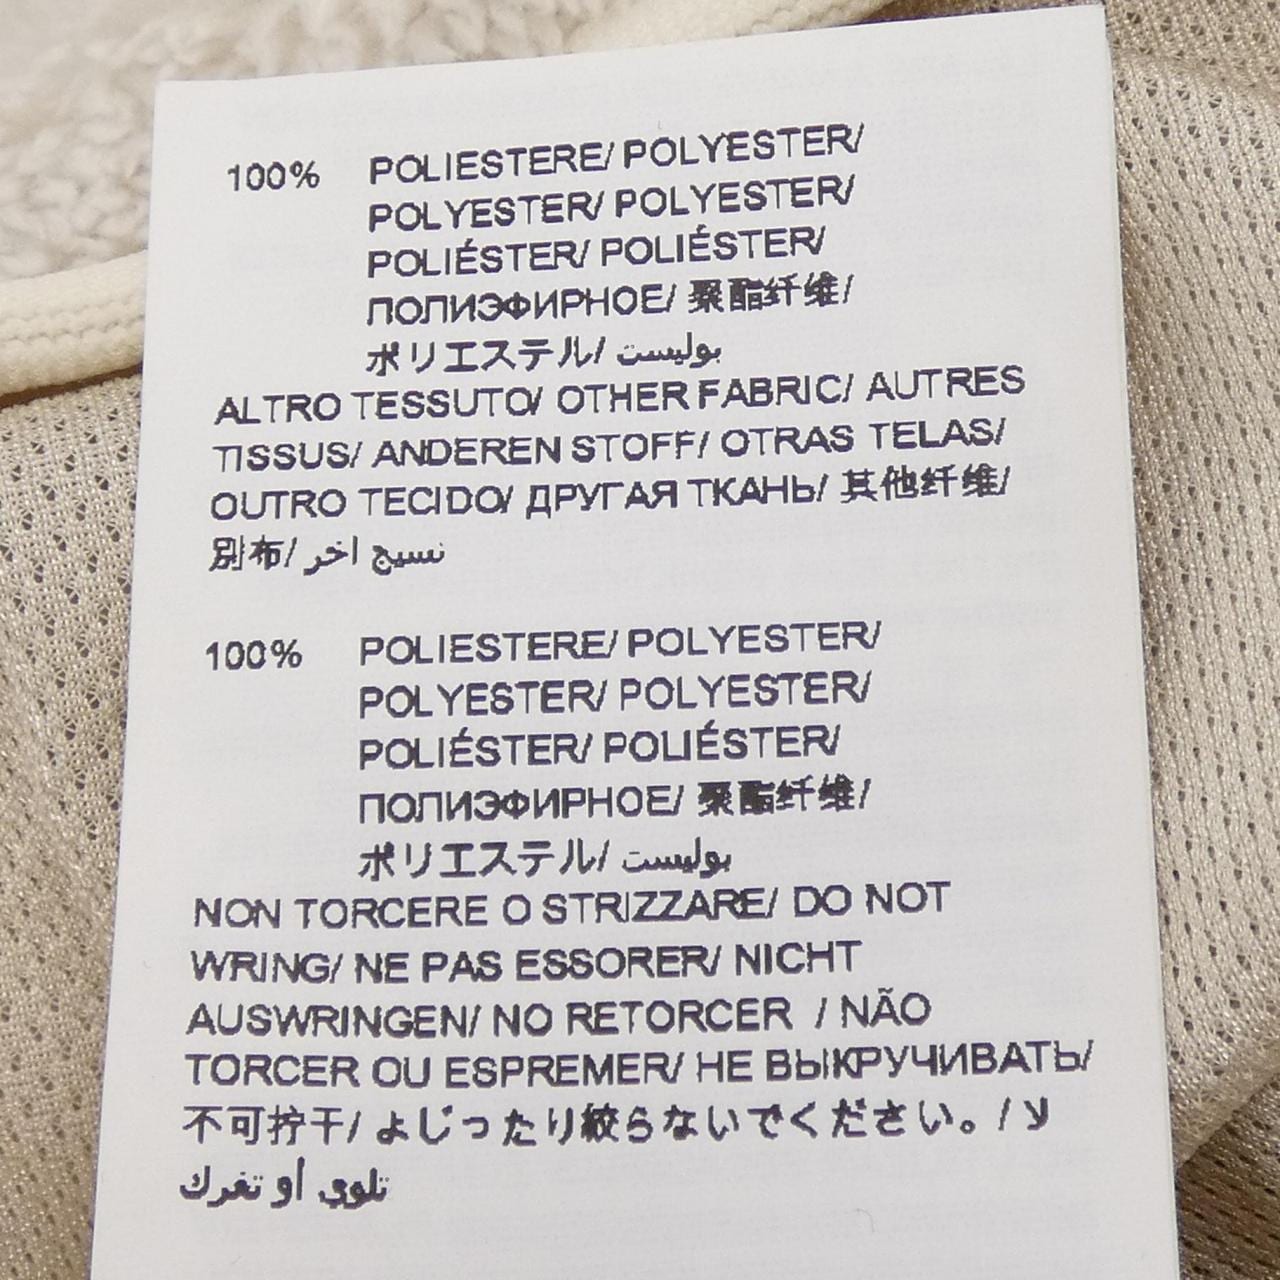 100% POLIESTERE/ POLYESTER/
POLYESTER/ POLYESTER/
POLIÉSTER/ POLIÉSTER/
ПОЛИЭФИРНОЕ/ 聚酯纤维/
ポリエステル/ بوليست
ALTRO TESSUTO/ OTHER FABRIC/ AUTRES
TISSUS/ ANDEREN STOFF/ OTRAS TELAS/
OUTRO TECIDO/ ДРУГАЯ ТКАНЬ/ 其他纤维/
別布/ نسيج اخر
100% POLIESTERE/ POLYESTER/
POLYESTER/ POLYESTER/
POLIÉSTER/ POLIÉSTER/
ПОЛИЭФИРНОЕ/ 聚酯纤维/
ポリエステル/ بوليست
NON TORCERE O STRIZZARE/ DO NOT
WRING/ NE PAS ESSORER/ NICHT
AUSWRINGEN/ NO RETORCER / NÃO
TORCER OU ESPREMER/ НЕ ВЫКРУЧИВАТЬ/
不可拧干/ よじったり絞らないでください。/ لا
تلوي أو تفرك